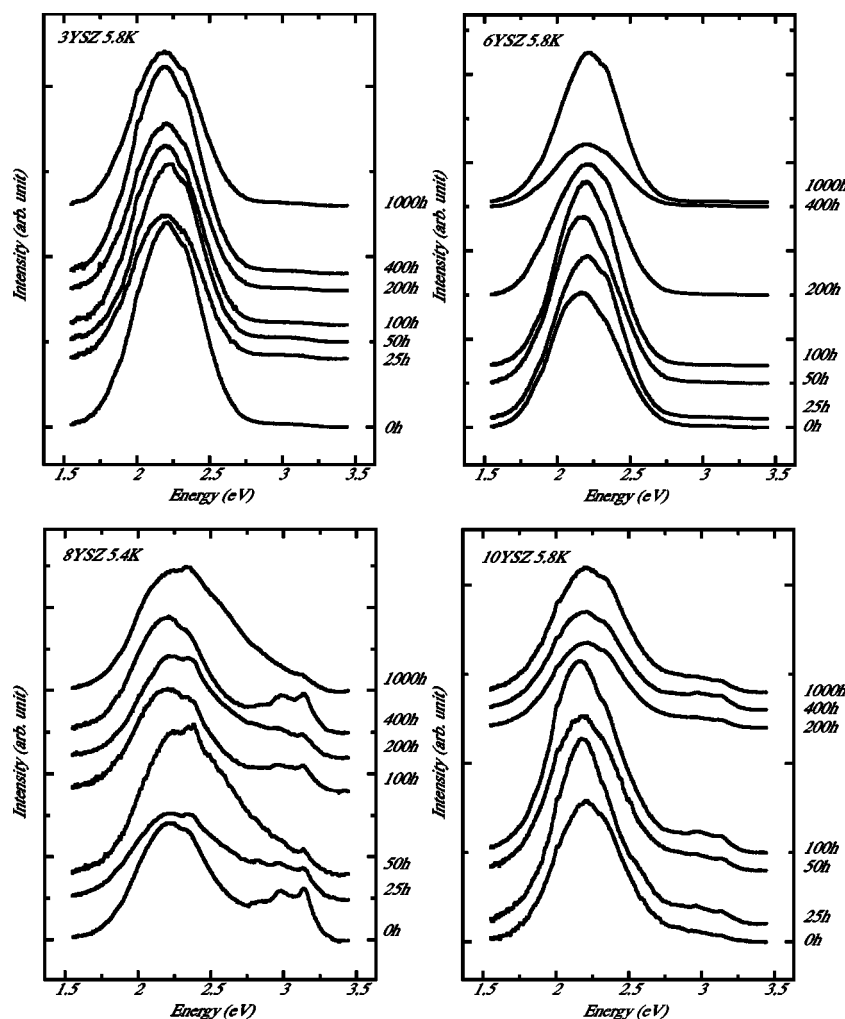 3YSZ 5.8K
Intensity (arb. unit)
1000h
400h
200h
100h
50h
25h
0h
1.5 2 2.5 3 3.5
Energy (eV)
6YSZ 5.8K
Intensity (arb. unit)
1000h
400h
200h
100h
50h
25h
0h
1.5 2 2.5 3 3.5
Energy (eV)
8YSZ 5.4K
Intensity (arb. unit)
1000h
400h
200h
100h
50h
25h
0h
1.5 2 2.5 3 3.5
Energy (eV)
10YSZ 5.8K
Intensity (arb. unit)
1000h
400h
200h
100h
50h
25h
0h
1.5 2 2.5 3 3.5
Energy (eV)